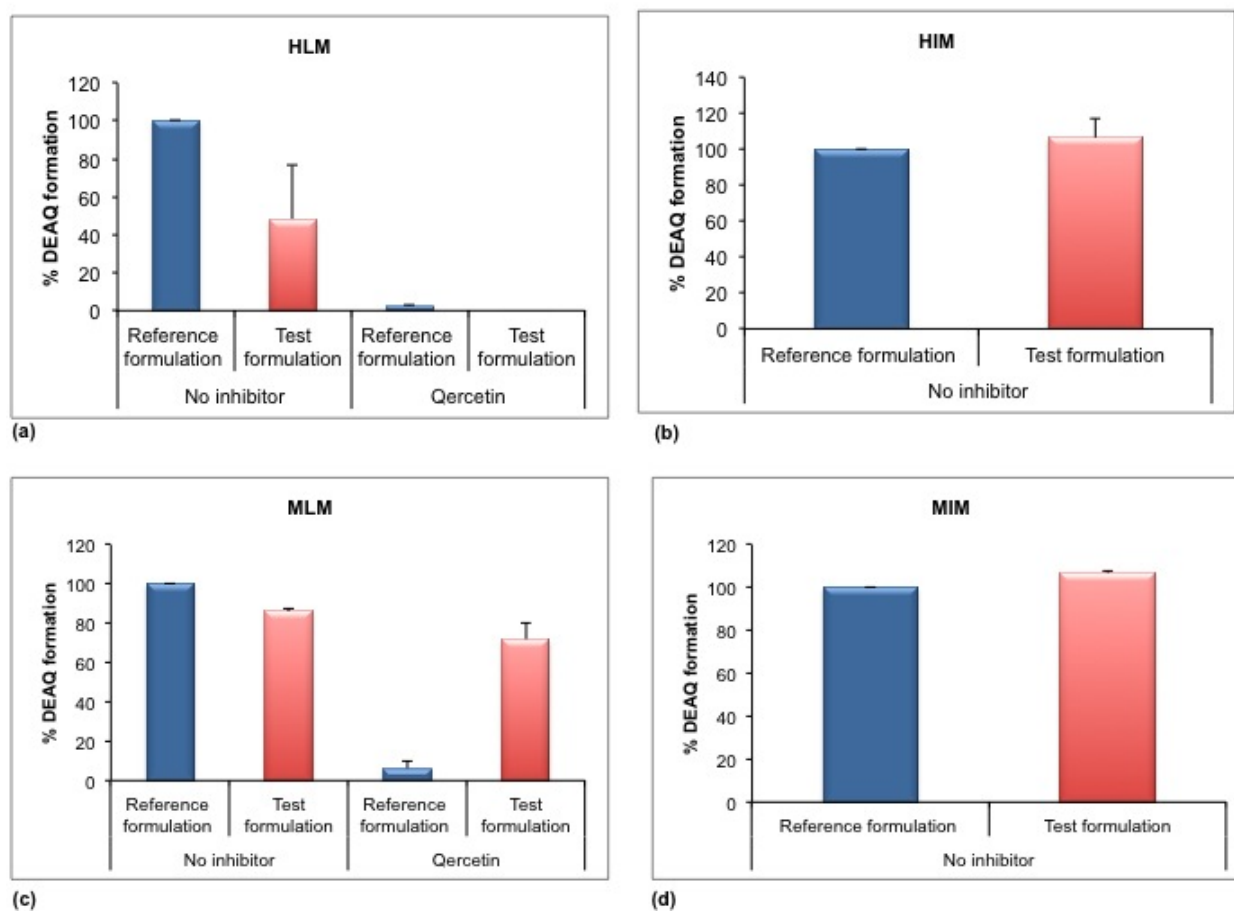 HLM
120
100
80
60
40
20
0
% DEAQ formation
Reference formulation
Test formulation
Reference formulation
Test formulation
No inhibitor
Qercetin
(a)
HIM
140
120
100
80
60
40
20
0
% DEAQ formation
Reference formulation
Test formulation
No inhibitor
(b)
MLM
120
100
80
60
40
20
0
% DEAQ formation
Reference formulation
Test formulation
Reference formulation
Test formulation
No inhibitor
Qercetin
(c)
MIM
120
100
80
60
40
20
0
% DEAQ formation
Reference formulation
Test formulation
No inhibitor
(d)